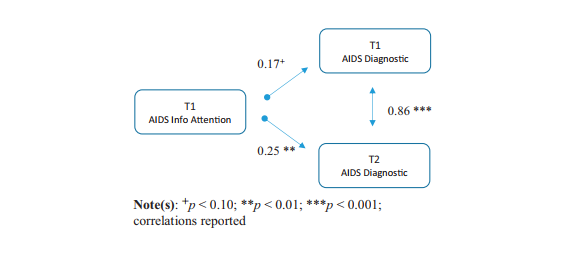 T1
AIDS Diagnostic
0.17+
T1
AIDS Info Attention
0.86 ***
0.25 **
T2
AIDS Diagnostic
Note(s): +p < 0.10; **p < 0.01; ***p < 0.001;
correlations reported